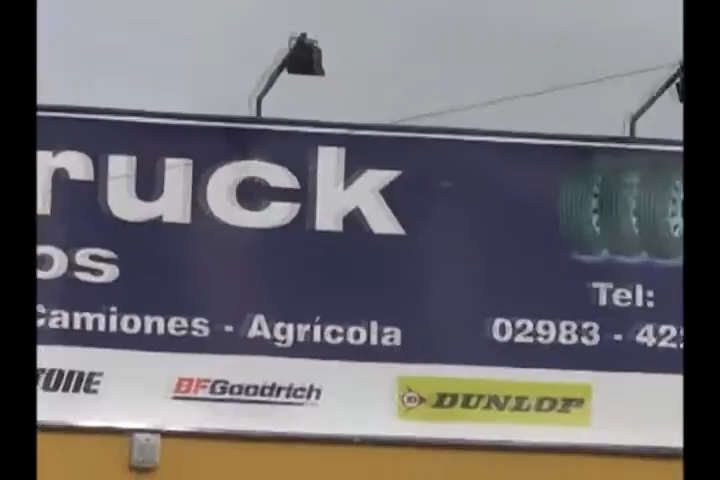 ruck
os
Camiones - Agrícola
Tel:
02983 - 42
TONE
BFGoodrich
DUNLOP